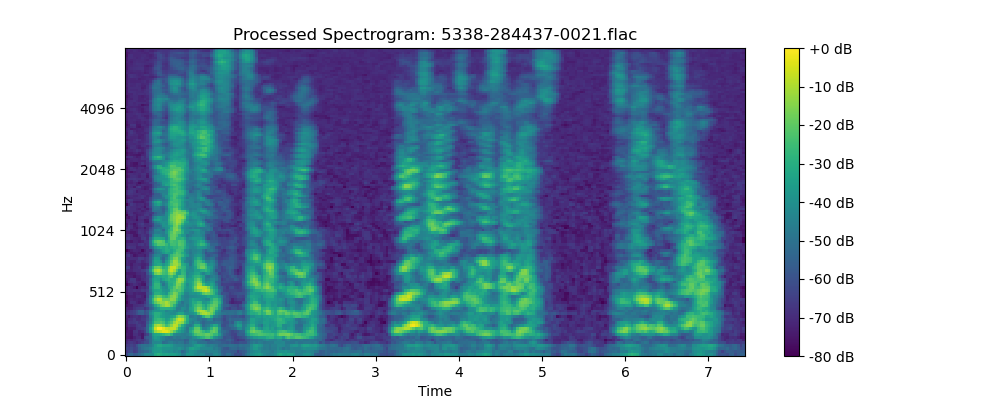 Processed Spectrogram: 5338-284437-0021.flac
Hz
4096
2048
1024
512
0
0 1 2 3 4 5 6 7
Time
+0 dB
-10 dB
-20 dB
-30 dB
-40 dB
-50 dB
-60 dB
-70 dB
-80 dB